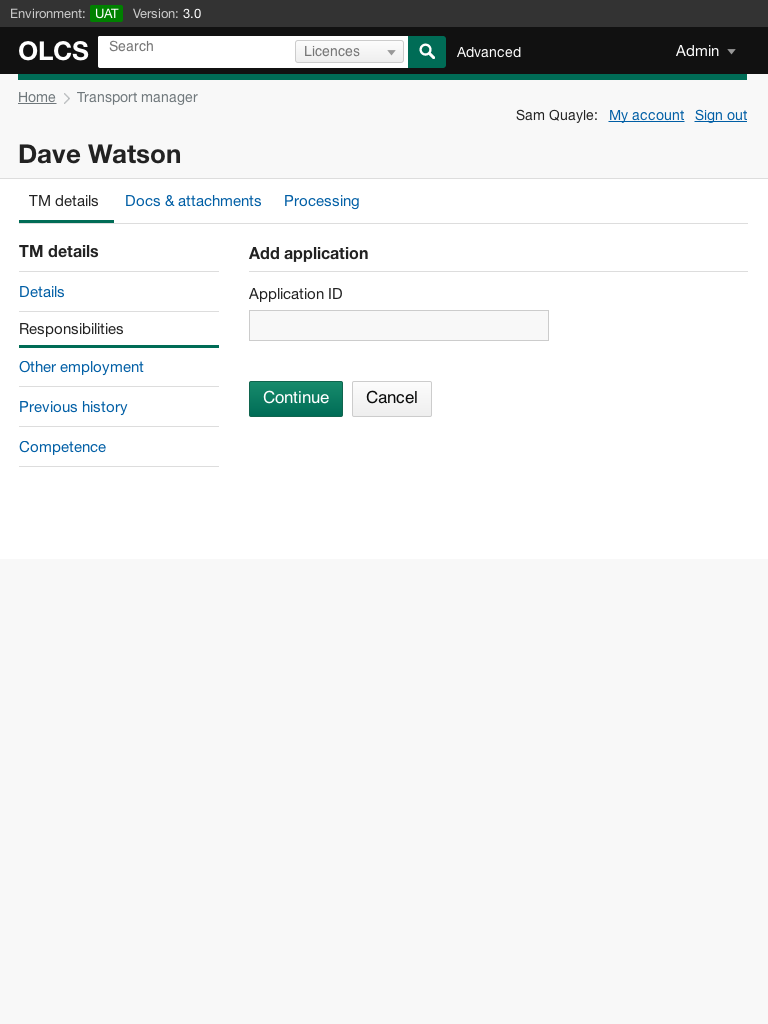 Environment: UAT Version: 3.0
OLCS Search Licences Advanced Admin
Home Transport manager
Sam Quayle: My account Sign out
Dave Watson
TM details Docs & attachments Processing
TM details
Details
Responsibilities
Other employment
Previous history
Competence
Add application
Application ID
Continue Cancel